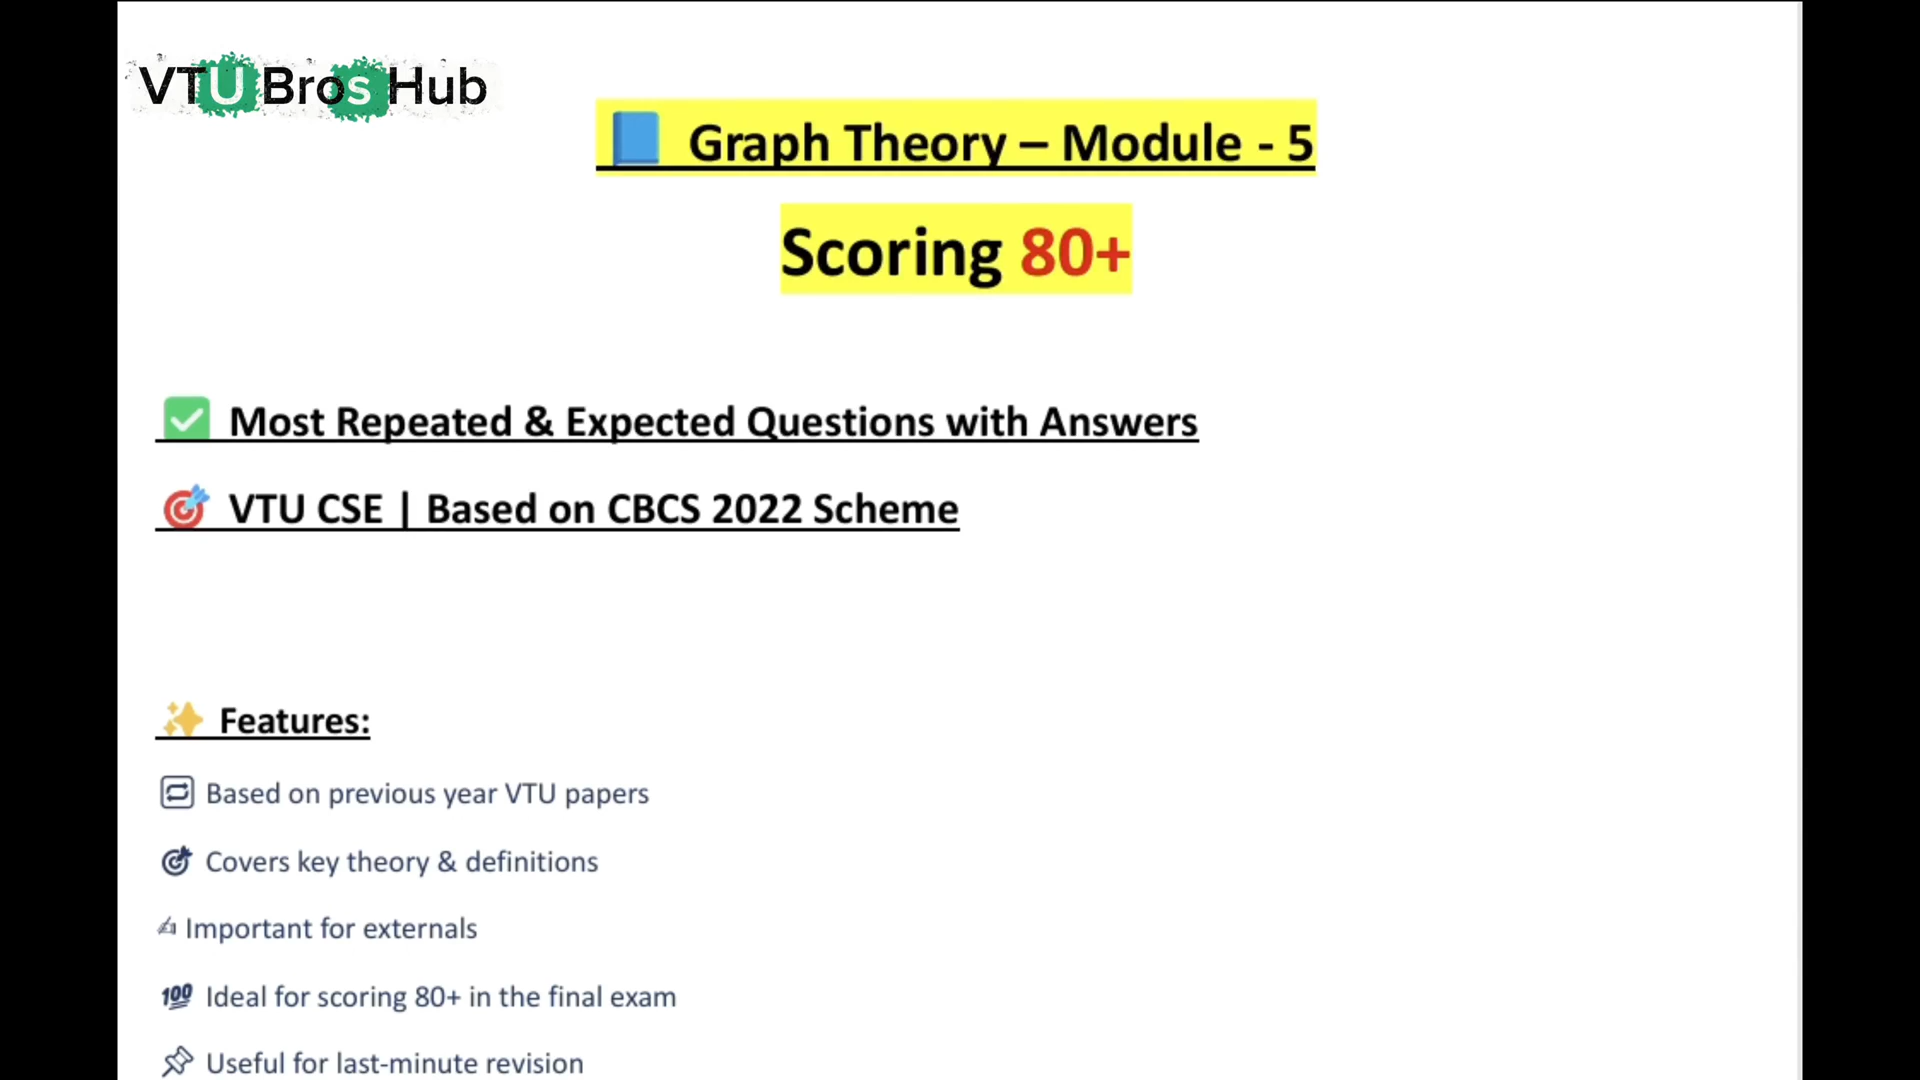 VTU Bros Hub
📘 Graph Theory – Module - 5
Scoring 80+
✅ Most Repeated & Expected Questions with Answers
🎯 VTU CSE | Based on CBCS 2022 Scheme
✨ Features:
🔁 Based on previous year VTU papers
🎯 Covers key theory & definitions
✍ Important for externals
💯 Ideal for scoring 80+ in the final exam
📌 Useful for last-minute revision